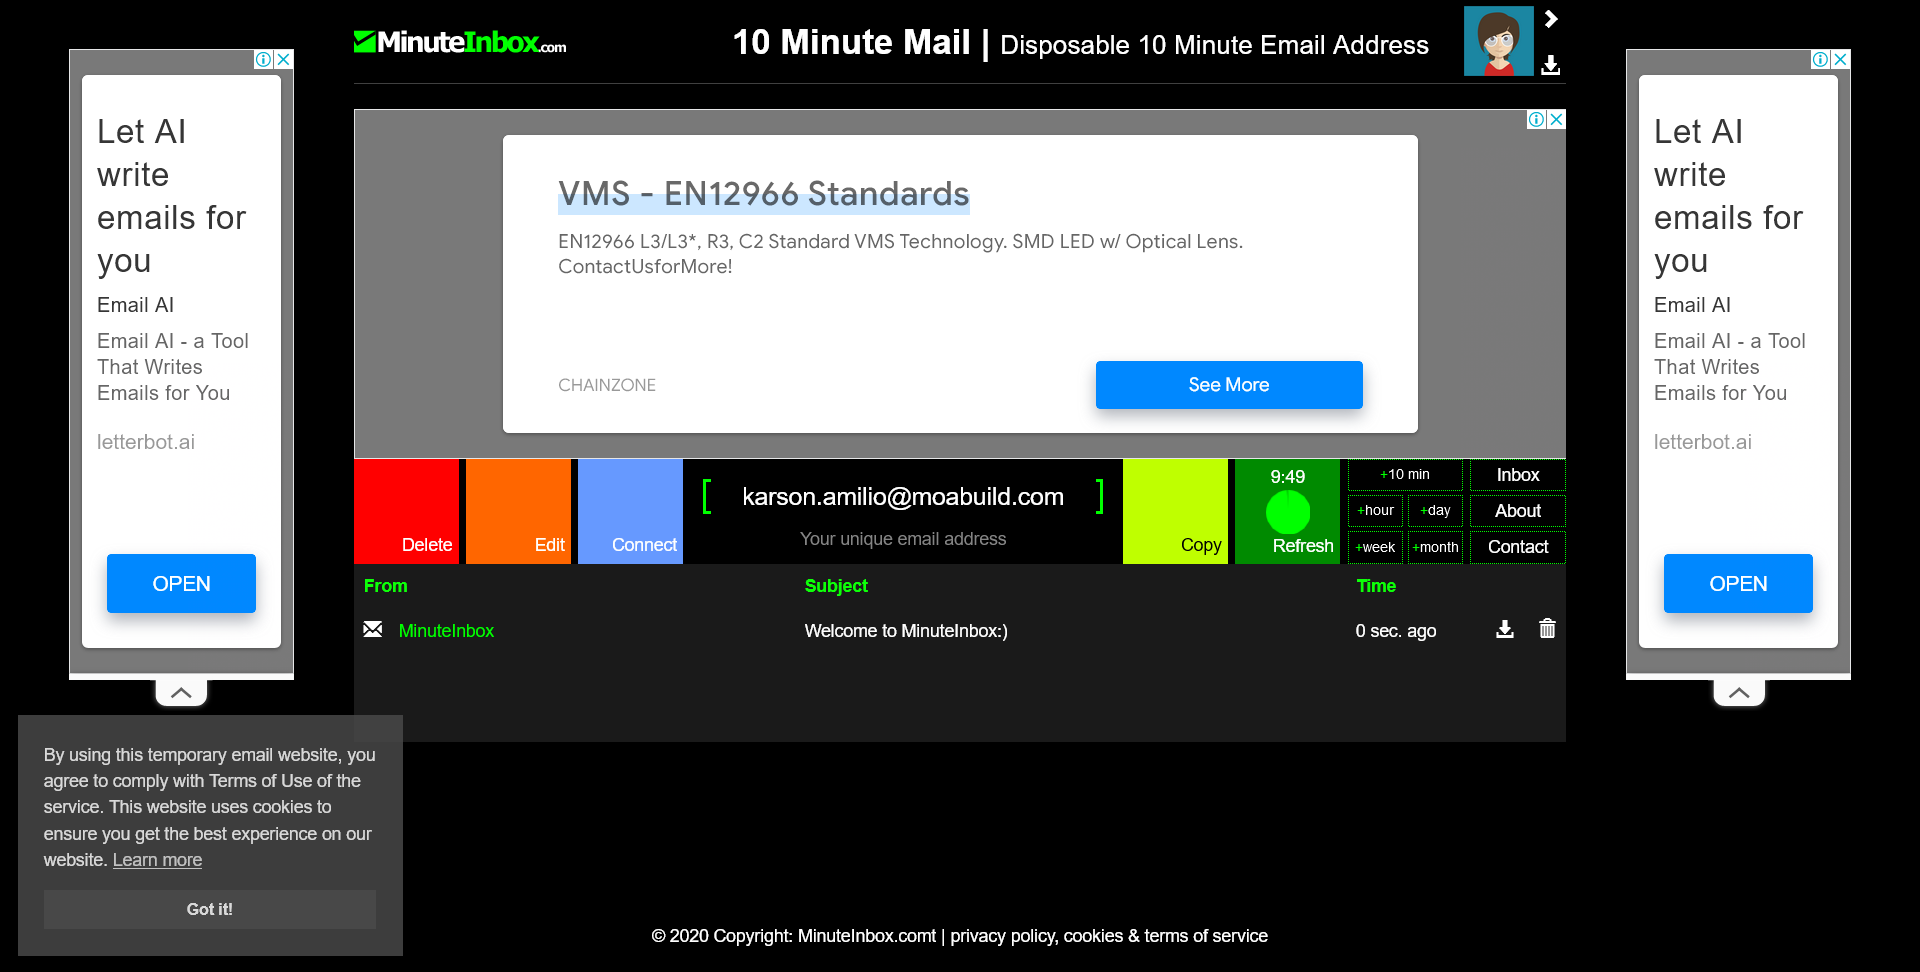 MinuteInbox.com
10 Minute Mail | Disposable 10 Minute Email Address
Let AI
write
emails for
you
Email AI
Email AI - a Tool
That Writes
Emails for You
letterbot.ai
OPEN
VMS - EN12966 Standards
EN12966 L3/L3*, R3, C2 Standard VMS Technology. SMD LED w/ Optical Lens.
ContactUsforMore!
CHAINZONE
See More
Let AI
write
emails for
you
Email AI
Email AI - a Tool
That Writes
Emails for You
letterbot.ai
OPEN
Delete
Edit
Connect
[ karson.amilio@moabuild.com ]
Your unique email address
Copy
9:49
Refresh
+10 min
+hour +day
+week +month
Inbox
About
Contact
From Subject Time
MinuteInbox Welcome to MinuteInbox:) 0 sec. ago
By using this temporary email website, you
agree to comply with Terms of Use of the
service. This website uses cookies to
ensure you get the best experience on our
website. Learn more
Got it!
© 2020 Copyright: MinuteInbox.comt | privacy policy, cookies & terms of service